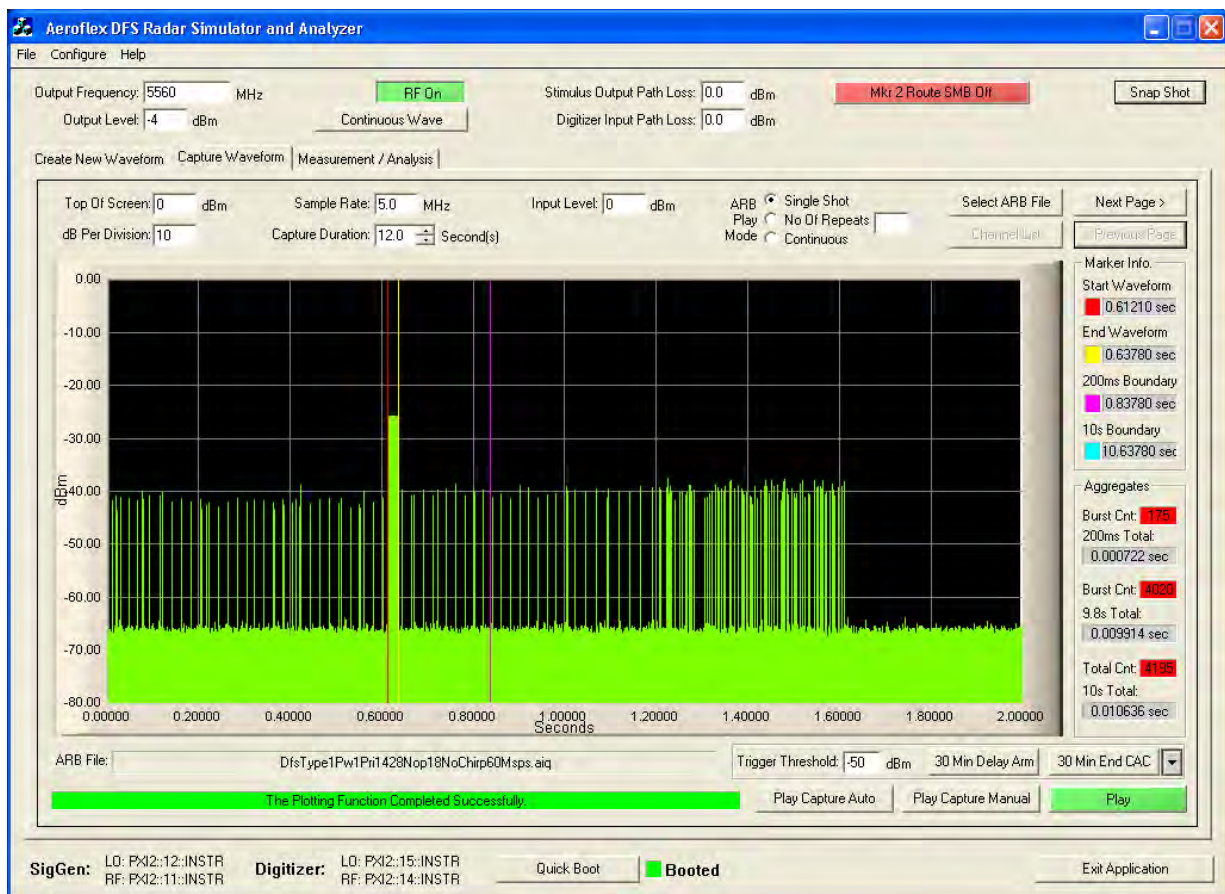 Aeroflex DFS Radar Simulator and Analyzer
File Configure Help
Output Frequency: 5560 MHz
RF On
Stimulus Output Path Loss: 0.0 dBm
Mkr 2 Route SMB Off
Snap Shot
Output Level: -4 dBm
Continuous Wave
Digitizer Input Path Loss: 0.0 dBm
Create New Waveform Capture Waveform Measurement / Analysis
Top Of Screen: 0 dBm
Sample Rate: 5.0 MHz
Input Level: 0 dBm
ARB Play Mode
Single Shot
No Of Repeats
Continuous
Select ARB File
Next Page >
dB Per Division: 10
Capture Duration: 12.0 Second(s)
Channel List
< Previous Page
0.00
-10.00
-20.00
-30.00
-40.00
-50.00
-60.00
-70.00
-80.00
dBm
0.00000 0.20000 0.40000 0.60000 0.80000 1.00000 1.20000 1.40000 1.60000 1.80000 2.00000
Seconds
Marker Info.
Start Waveform
0.61210 sec
End Waveform
0.63780 sec
200ms Boundary
0.83780 sec
10s Boundary
10.63780 sec
Aggregates
Burst Cnt: 175
200ms Total:
0.000722 sec
Burst Cnt: 4020
9.8s Total:
0.009914 sec
Total Cnt: 4195
10s Total:
0.010636 sec
ARB File: DfsType1Pw1Pri1428Nop18NoChirp60Msps.aiq
Trigger Threshold: -50 dBm
30 Min Delay Arm
30 Min End CAC
The Plotting Function Completed Successfully.
Play Capture Auto
Play Capture Manual
Play
SigGen: LO: PXI2::12::INSTR
RF: PXI2::11::INSTR
Digitizer: LO: PXI2::15::INSTR
RF: PXI2::14::INSTR
Quick Boot
Booted
Exit Application